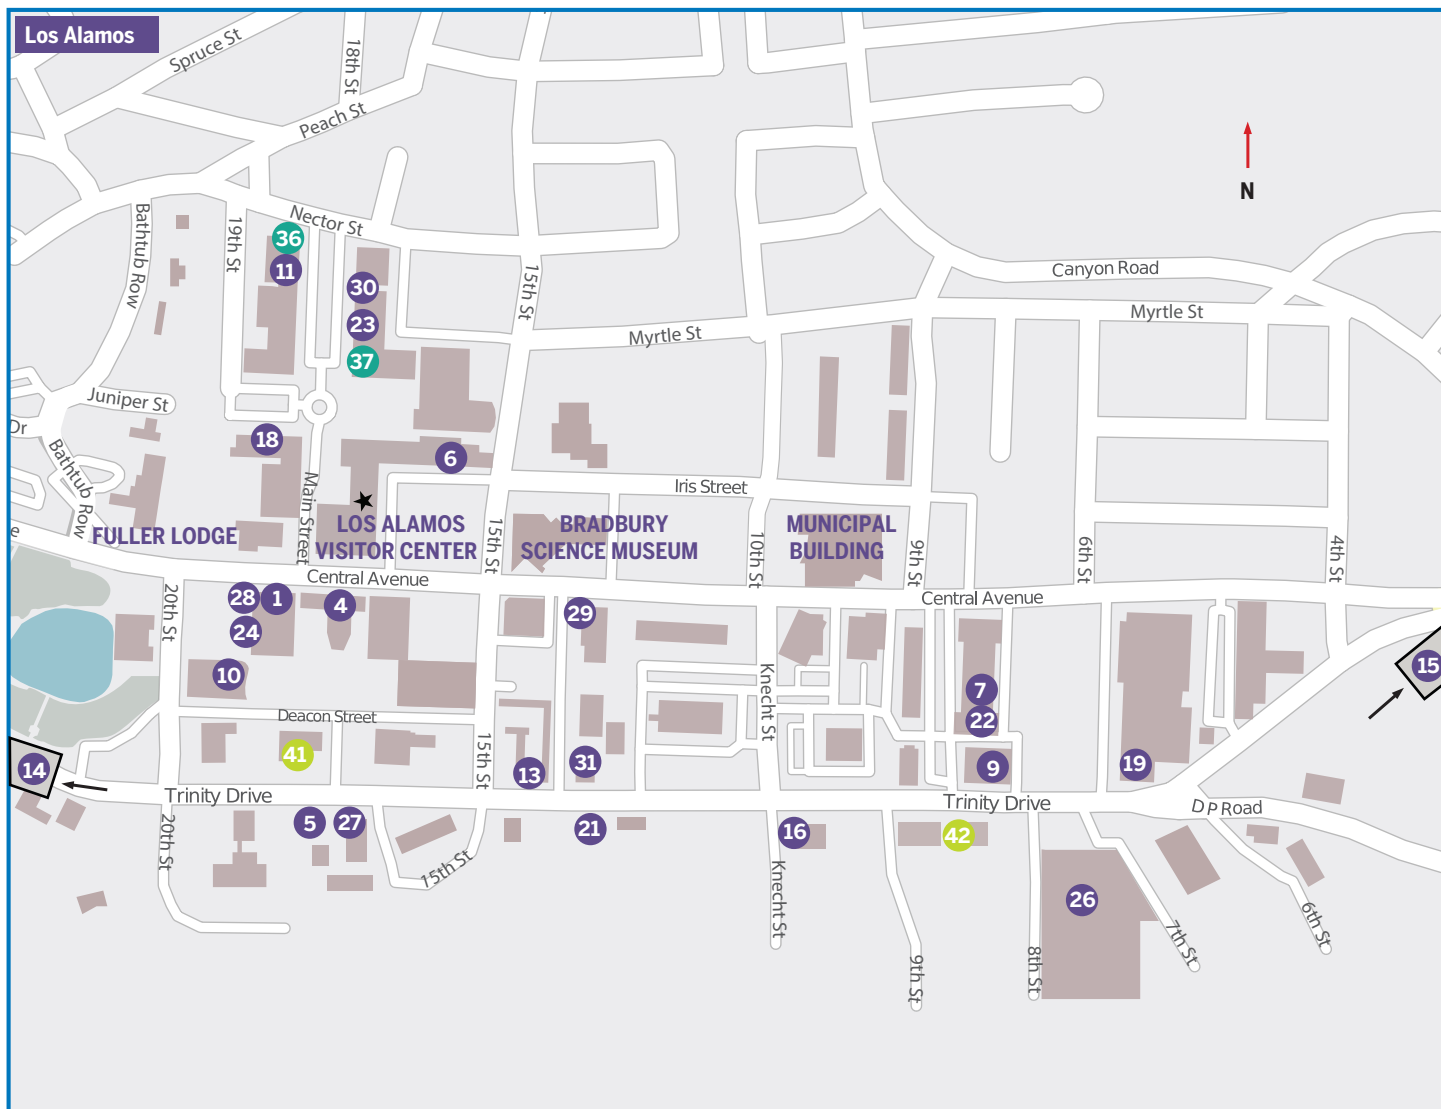 Los Alamos
Spruce St
18th St
Peach St
N
Bathtub Row
19th St
Nector St
36
11
30
23
37
15th St
Canyon Road
Myrtle St
Myrtle St
Juniper St
Dr
Bathtub Row
18
6
Main Street
Iris Street
e
FULLER LODGE
LOS ALAMOS
VISITOR CENTER
15th St
BRADBURY
SCIENCE MUSEUM
10th St
MUNICIPAL
BUILDING
9th St
6th St
4th St
Central Avenue
Central Avenue
20th St
28
1
4
24
10
29
15
Knecht St
7
22
Deacon Street
41
15th St
13
31
9
19
14
Trinity Drive
Trinity Drive
DP Road
20th St
5
27
15th St
21
16
42
Knecht St
26
9th St
8th St
7th St
6th St